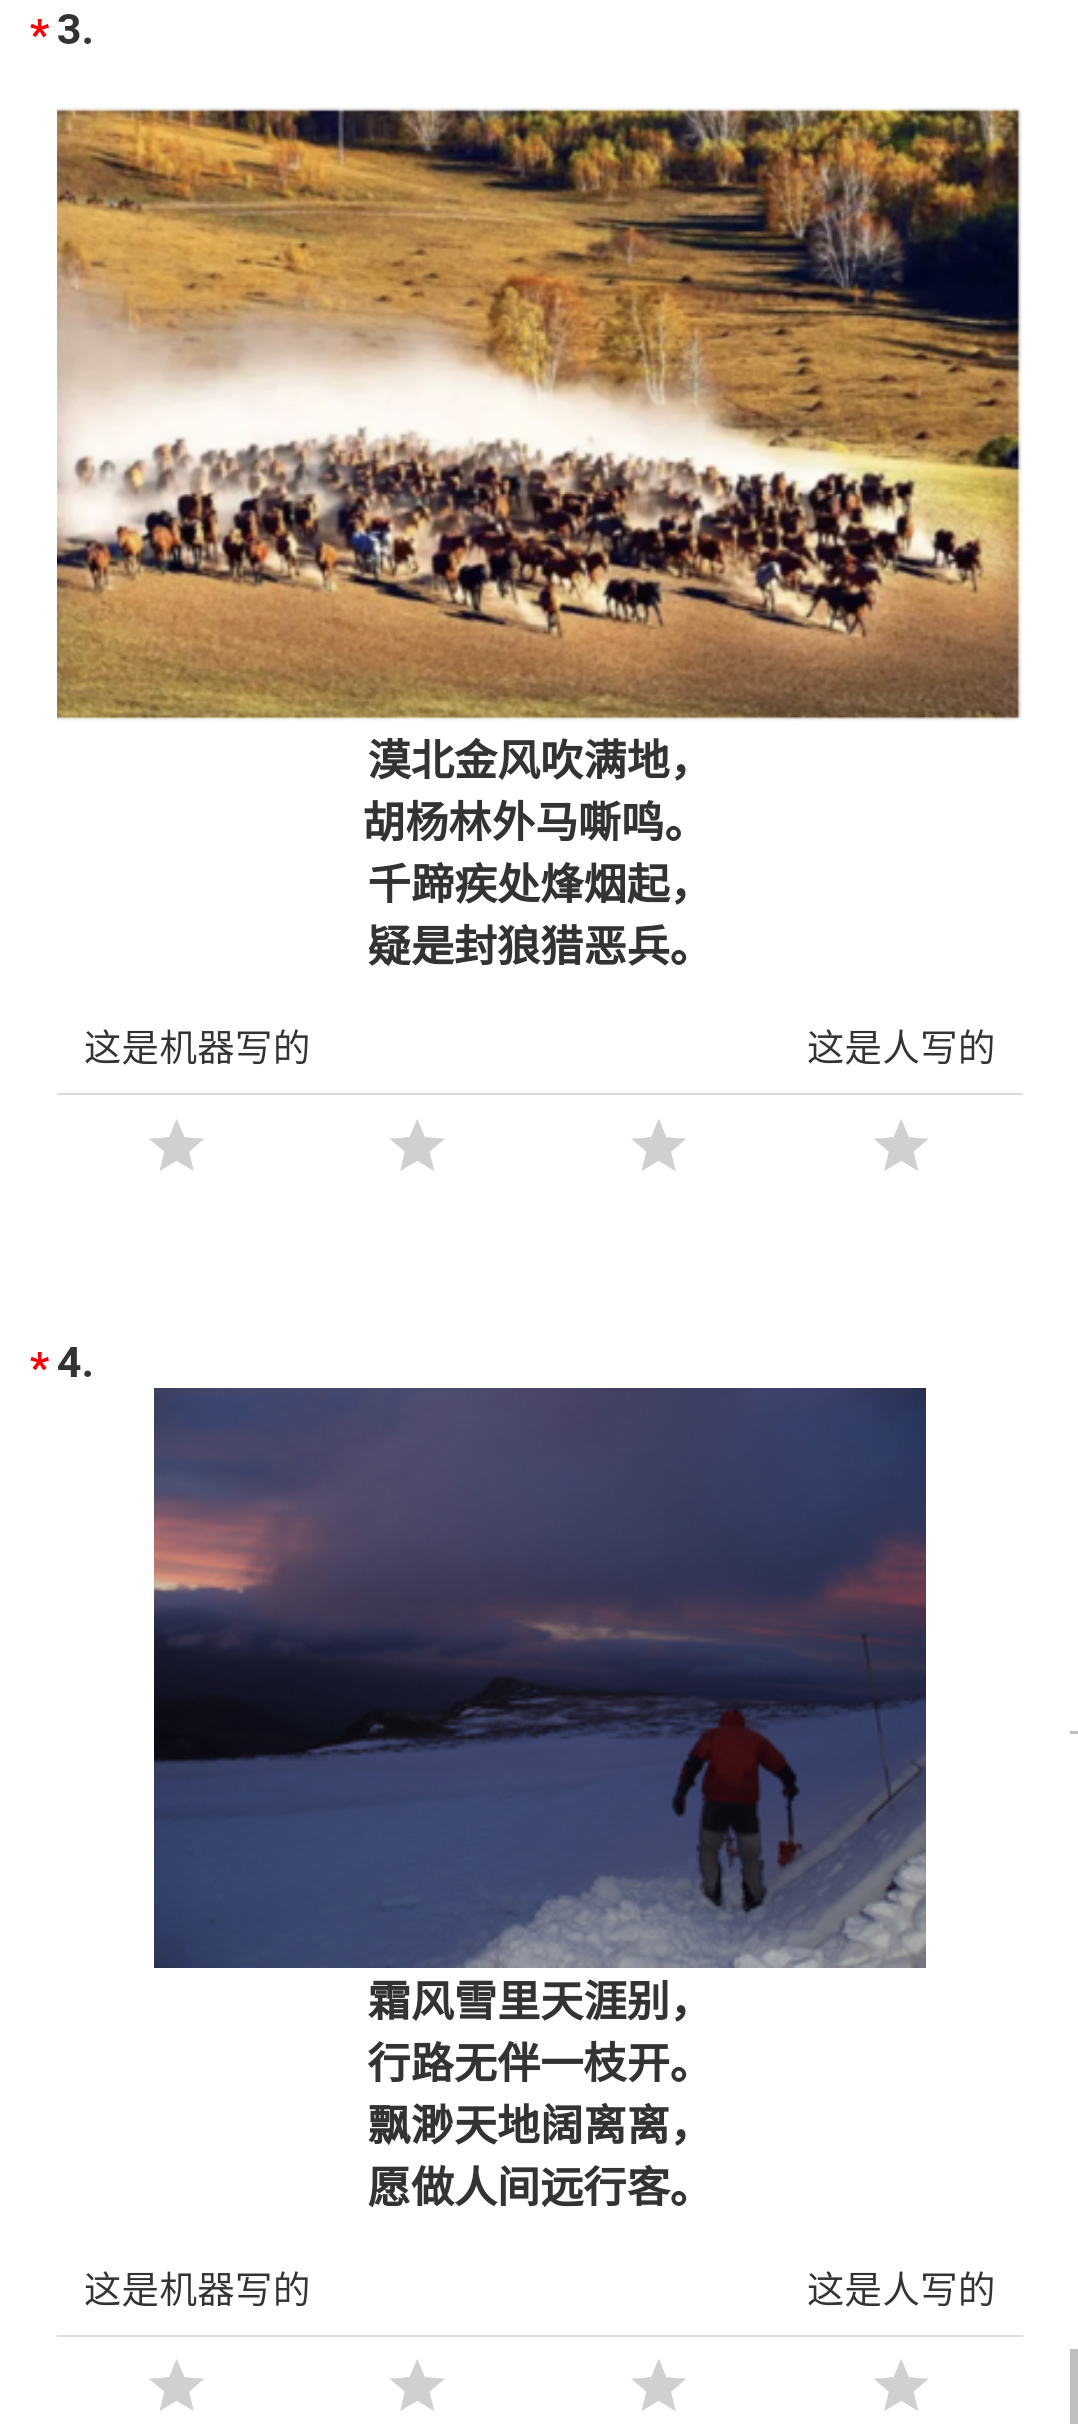 * 3.
漠北金风吹满地，
胡杨林外马嘶鸣。
千蹄疾处烽烟起，
疑是封狼猎恶兵。
这是机器写的 这是人写的
* 4.
霜风雪里天涯别，
行路无伴一枝开。
飘渺天地阔离离，
愿做人间远行客。
这是机器写的 这是人写的